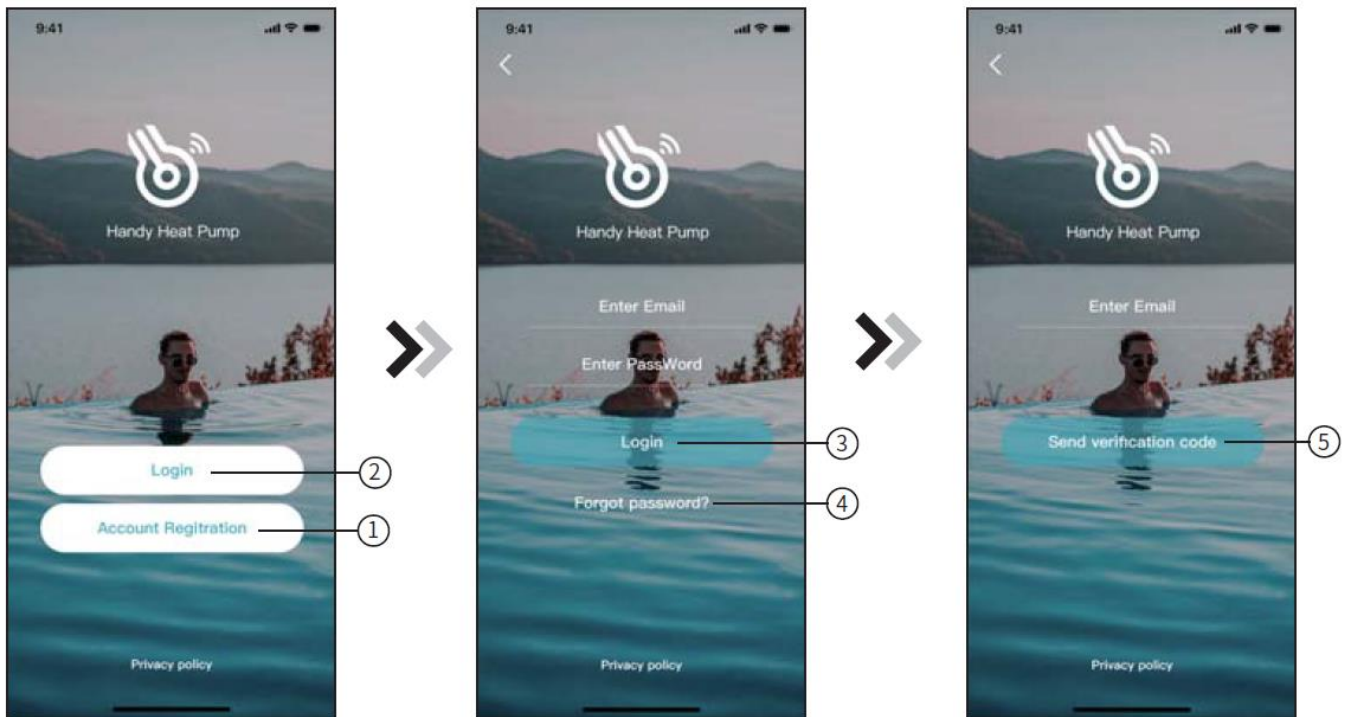 9:41
Handy Heat Pump
Login
2
Account Regitration
1
Privacy policy
9:41
Handy Heat Pump
Enter Email
Enter PassWord
Login
3
Forgot password?
4
Privacy policy
9:41
Handy Heat Pump
Enter Email
Send verification code
5
Privacy policy